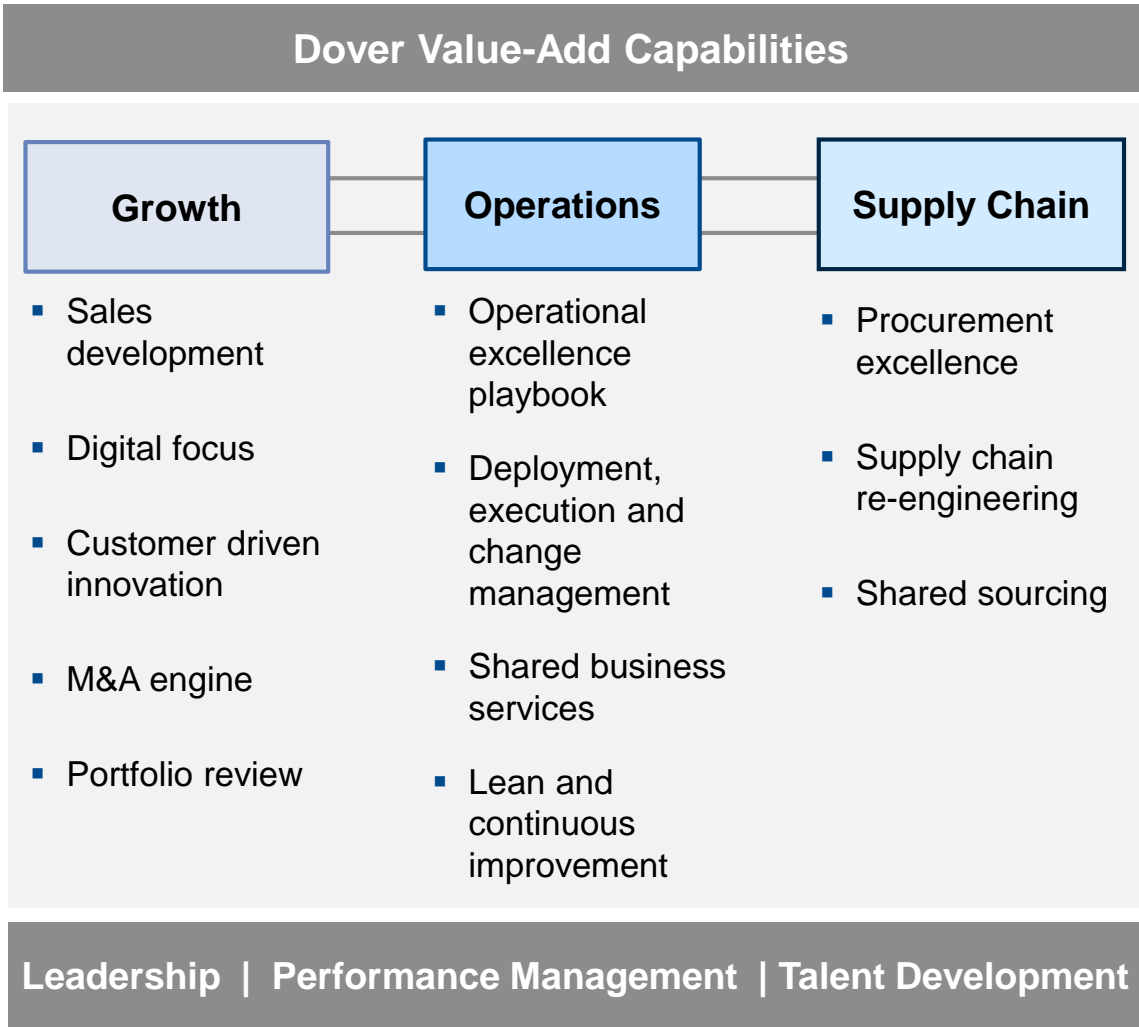 Dover Value-Add Capabilities
Growth
▪ Sales
development
▪ Digital focus
▪ Customer driven
innovation
▪ M&A engine
▪ Portfolio review
Operations
▪ Operational
excellence
playbook
▪ Deployment,
execution and
change
management
▪ Shared business
services
▪ Lean and
continuous
improvement
Supply Chain
▪ Procurement
excellence
▪ Supply chain
re-engineering
▪ Shared sourcing
Leadership | Performance Management | Talent Development